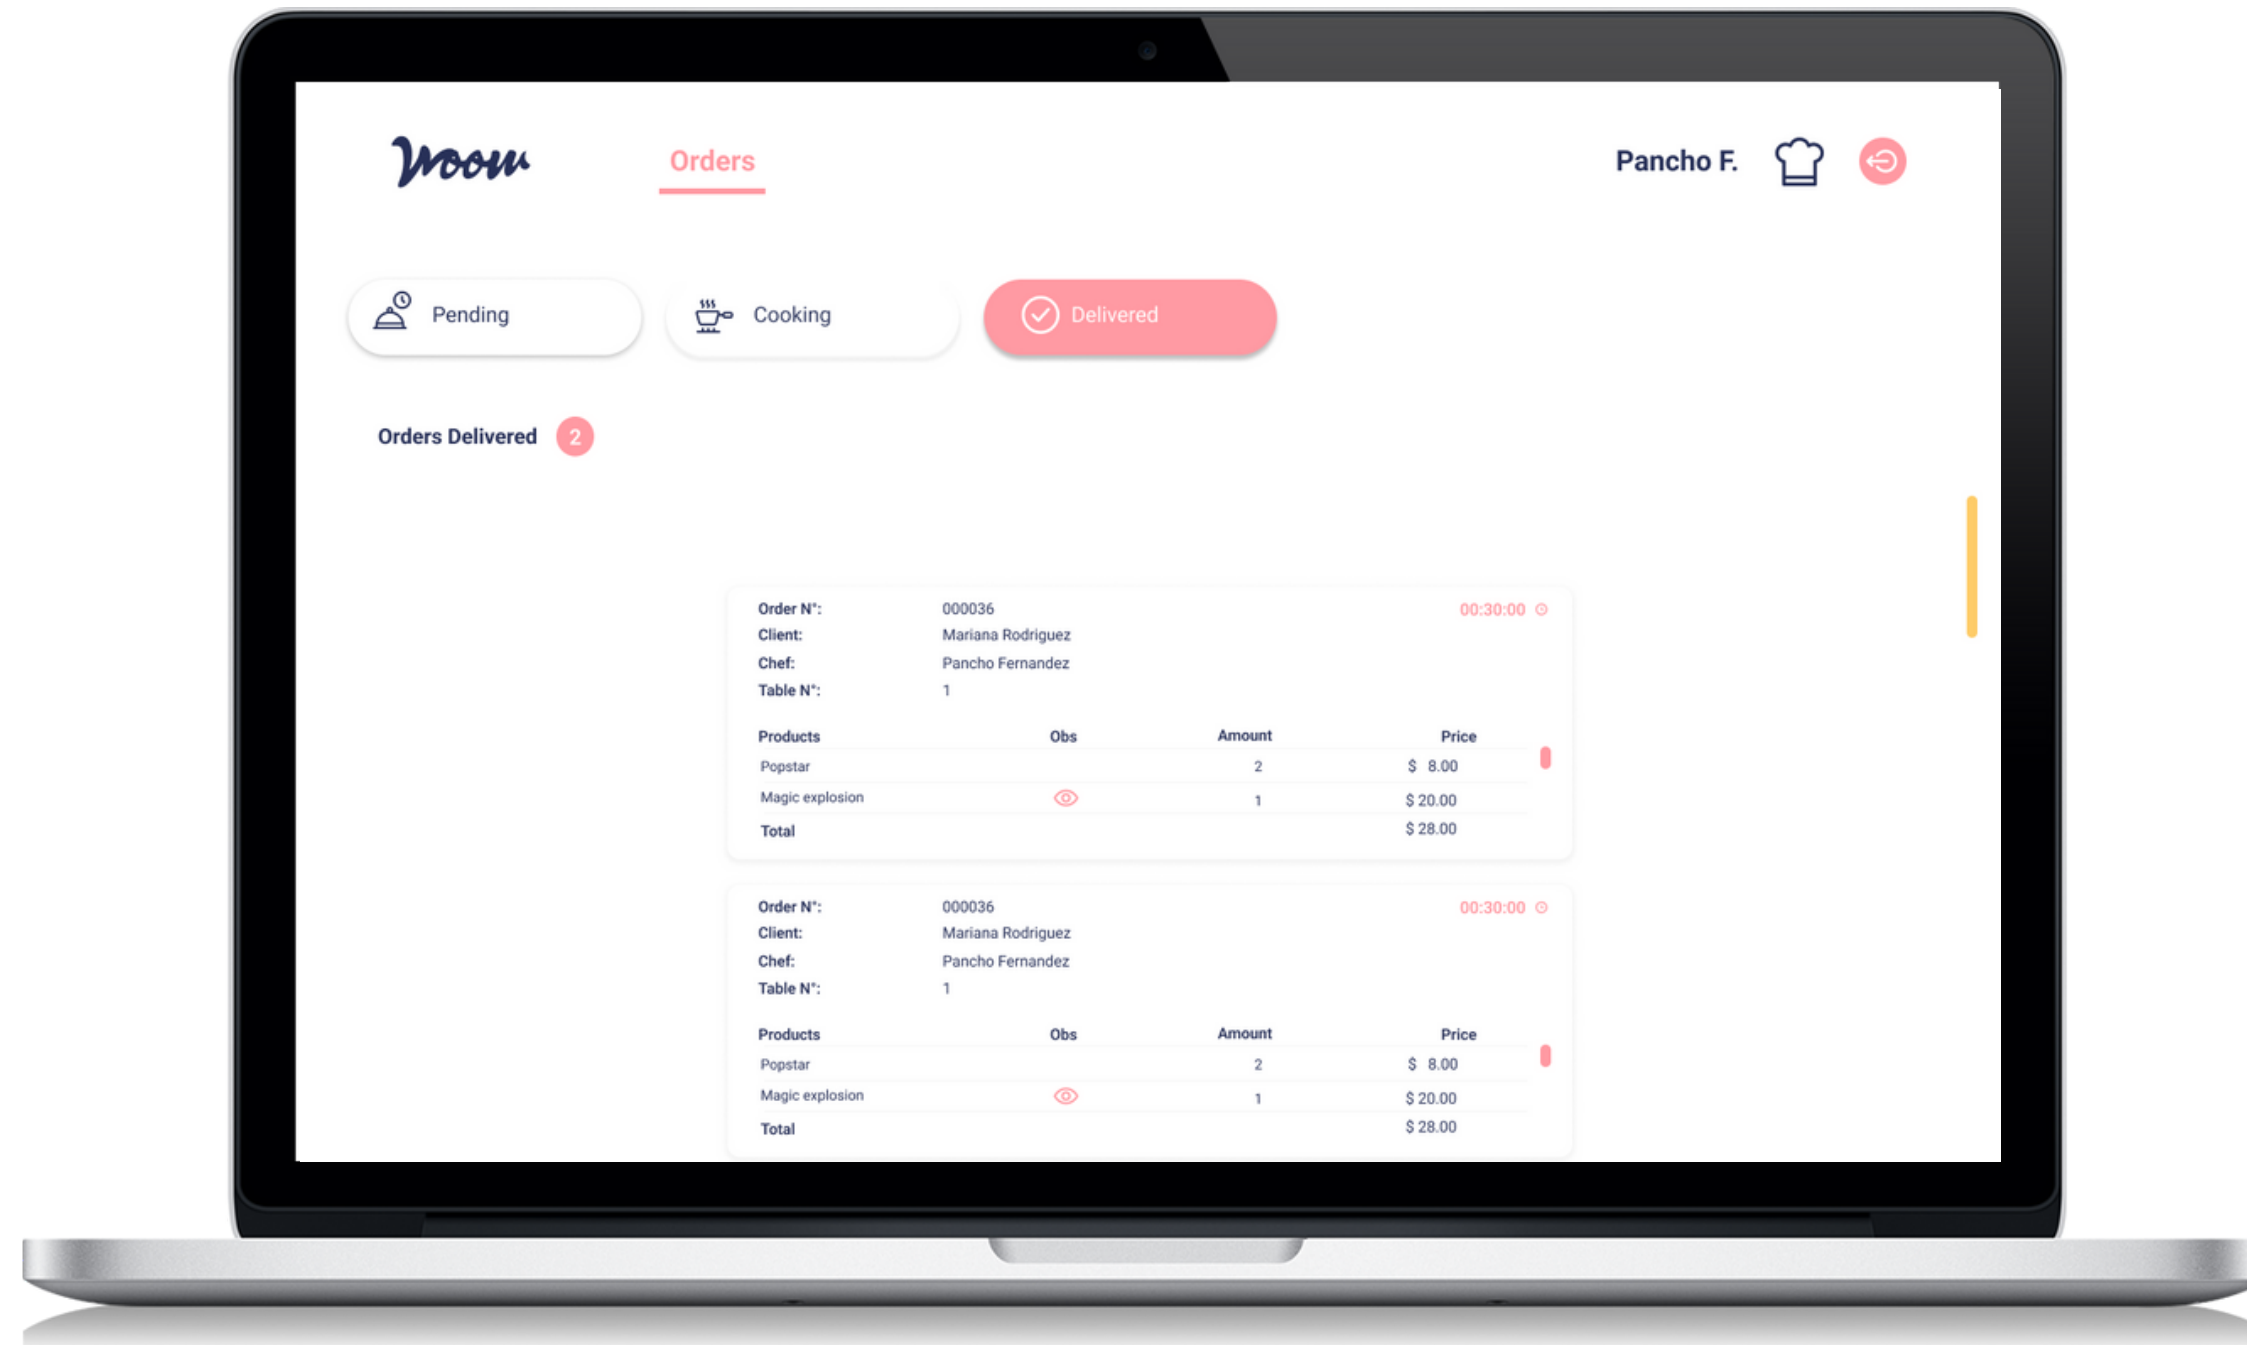 Woow Orders Pancho F.
Pending Cooking Delivered
Orders Delivered 2
Order N°: 000036 00:30:00
Client: Mariana Rodriguez
Chef: Pancho Fernandez
Table N°: 1
Products Obs Amount Price
Popstar 2 $ 8.00
Magic explosion 1 $ 20.00
Total $ 28.00
Order N°: 000036 00:30:00
Client: Mariana Rodriguez
Chef: Pancho Fernandez
Table N°: 1
Products Obs Amount Price
Popstar 2 $ 8.00
Magic explosion 1 $ 20.00
Total $ 28.00